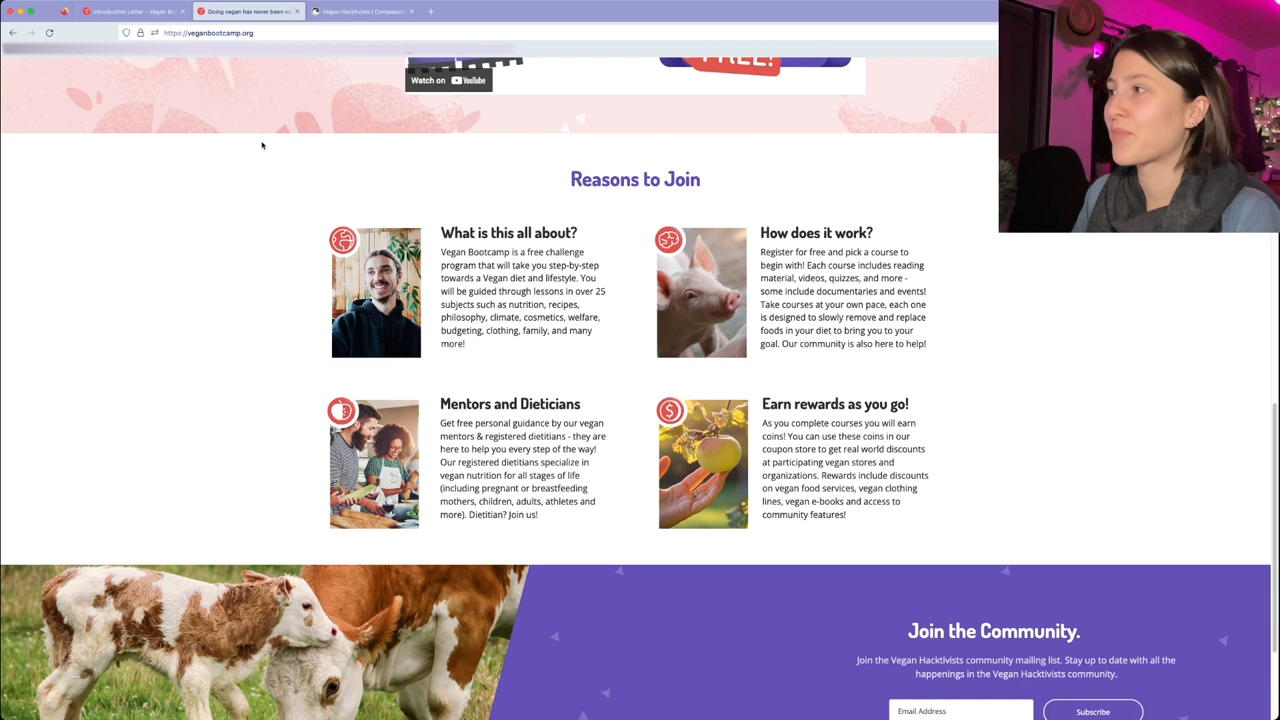 Introduction Letter – Vegan Bo
Going vegan has never been ea
Vegan Hacktivists | Compassion
https://veganbootcamp.org
Watch on YouTube
FREE!
Reasons to Join
What is this all about?
Vegan Bootcamp is a free challenge
program that will take you step-by-step
towards a Vegan diet and lifestyle. You
will be guided through lessons in over 25
subjects such as nutrition, recipes,
philosophy, climate, cosmetics, welfare,
budgeting, clothing, family, and many
more!
How does it work?
Register for free and pick a course to
begin with! Each course includes reading
material, videos, quizzes, and more -
some include documentaries and events!
Take courses at your own pace, each one
is designed to slowly remove and replace
foods in your diet to bring you to your
goal. Our community is also here to help!
Mentors and Dieticians
Get free personal guidance by our vegan
mentors & registered dietitians - they are
here to help you every step of the way!
Our registered dietitians specialize in
vegan nutrition for all stages of life
(including pregnant or breastfeeding
mothers, children, adults, athletes and
more). Dietitian? Join us!
Earn rewards as you go!
As you complete courses you will earn
coins! You can use these coins in our
coupon store to get real world discounts
at participating vegan stores and
organizations. Rewards include discounts
on vegan food services, vegan clothing
lines, vegan e-books and access to
community features!
Join the Community.
Join the Vegan Hacktivists community mailing list. Stay up to date with all the
happenings in the Vegan Hacktivists community.
Email Address
Subscribe